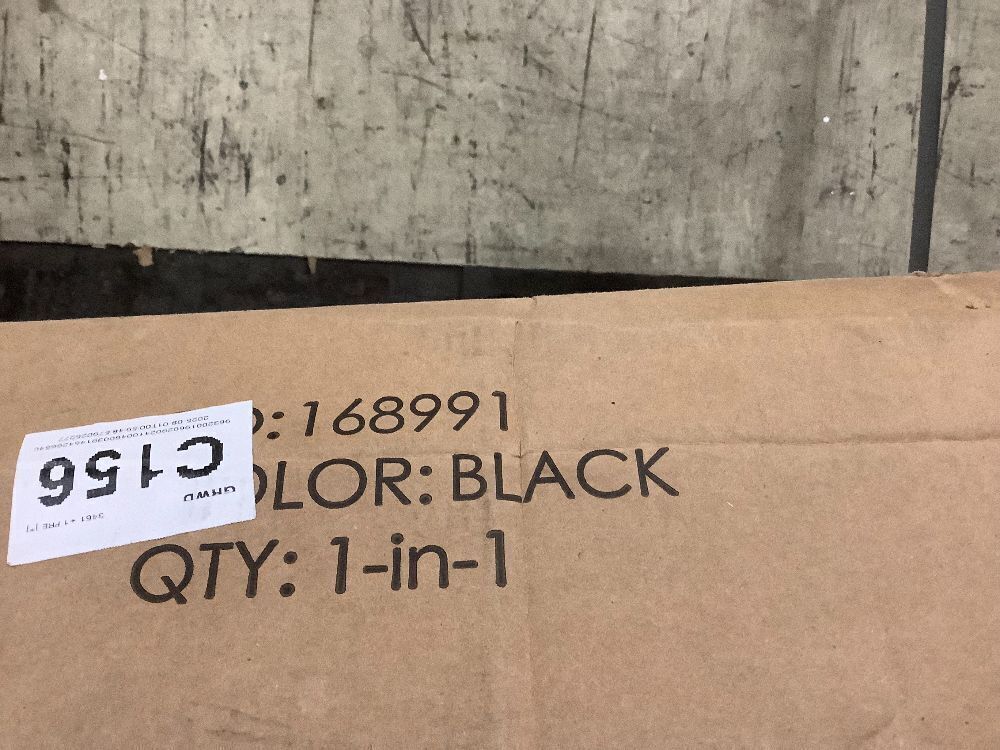 : 168991
OLOR: BLACK
QTY: 1-in-1
GRWD
C156